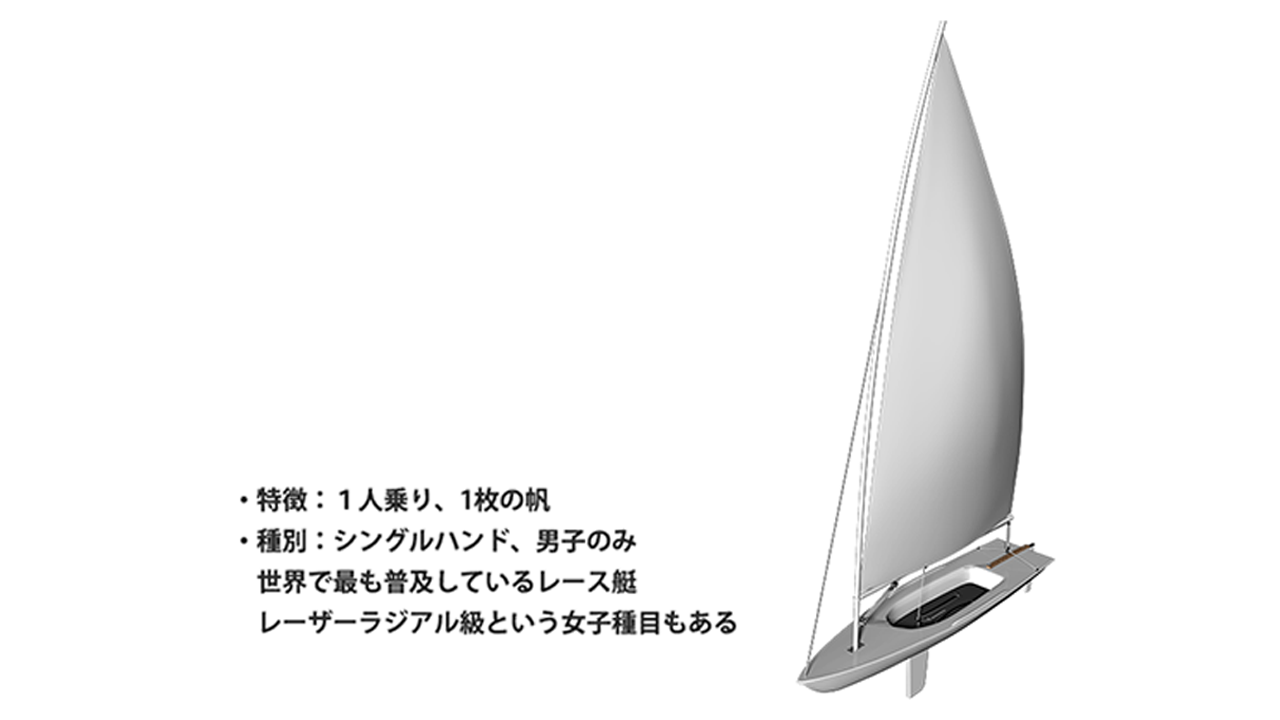 ・特徴：１人乗り、1枚の帆
・種別：シングルハンド、男子のみ
世界で最も普及しているレース艇
レーザーラジアル級という女子種目もある